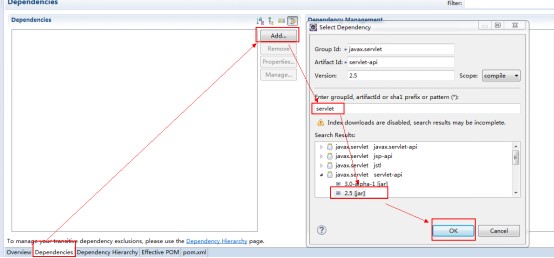 Dependencies
Filter:
Dependencies
Dependency Management
Add...
Remove
Properties...
Manage...
Select Dependency
Group Id: * javax.servlet
Artifact Id: * servlet-api
Version: 2.5 Scope: compile
Enter groupId, artifactId or sha1 prefix or pattern (*):
servlet
Index downloads are disabled, search results may be incomplete.
Search Results:
javax.servlet javax.servlet-api
javax.servlet jsp-api
javax.servlet jstl
javax.servlet servlet-api
3.0-alpha-1 [jar]
2.5 [jar]
OK Cancel
To manage your transitive dependency exclusions, please use the Dependency Hierarchy page.
Overview Dependencies Dependency Hierarchy Effective POM pom.xml